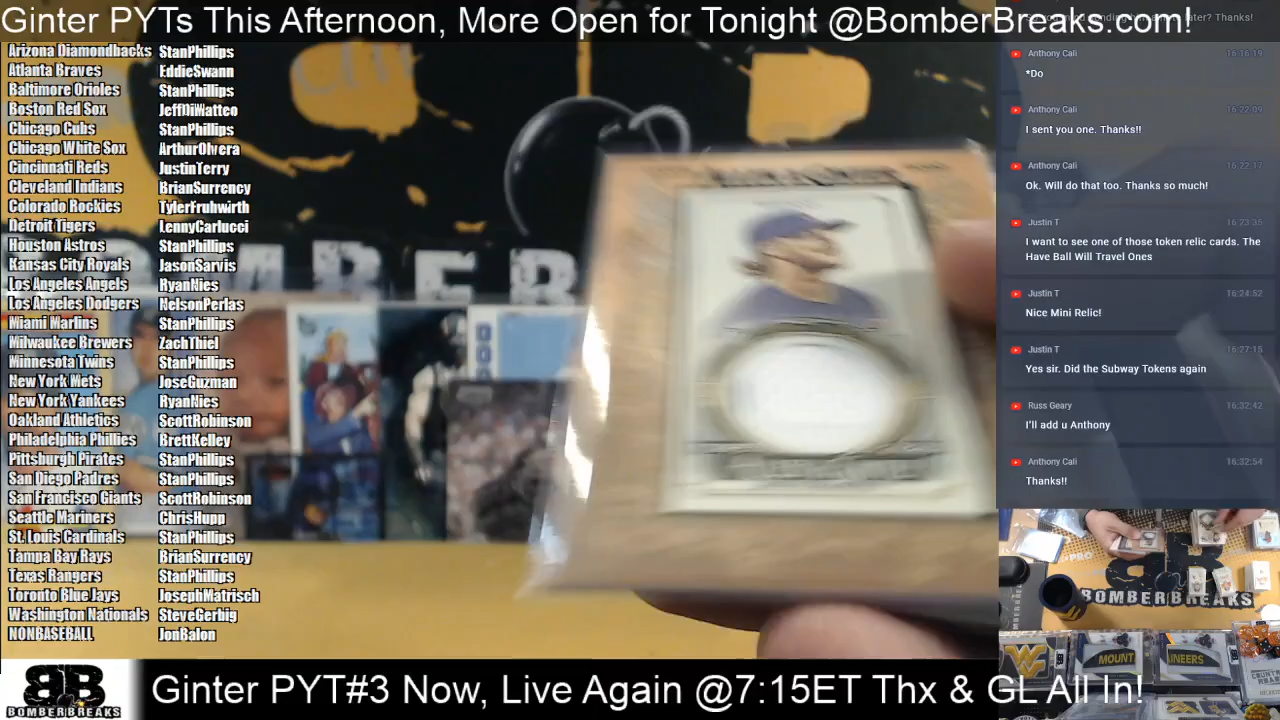 Ginter PYTs This Afternoon, More Open for Tonight @BomberBreaks.com!
Arizona Diamondbacks StanPhillips
Atlanta Braves EddieSwann
Baltimore Orioles StanPhillips
Boston Red Sox JeffDiMatteo
Chicago Cubs StanPhillips
Chicago White Sox ArthurOlvera
Cincinnati Reds JustinTerry
Cleveland Indians BrianSurrency
Colorado Rockies TylerFruhwirth
Detroit Tigers LennyCarlucci
Houston Astros StanPhillips
Kansas City Royals JasonSarvis
Los Angeles Angels RyanNies
Los Angeles Dodgers NelsonPerlas
Miami Marlins StanPhillips
Milwaukee Brewers ZachThiel
Minnesota Twins StanPhillips
New York Mets JoseGuzman
New York Yankees RyanNies
Oakland Athletics ScottRobinson
Philadelphia Phillies BrettKelley
Pittsburgh Pirates StanPhillips
San Diego Padres StanPhillips
San Francisco Giants ScottRobinson
Seattle Mariners ChrisHupp
St. Louis Cardinals StanPhillips
Tampa Bay Rays BrianSurrency
Texas Rangers StanPhillips
Toronto Blue Jays JosephMatrisch
Washington Nationals SteveGerbig
NONBASEBALL JonBalon
later? Thanks!
Anthony Cali 16:16:19
*Do
Anthony Cali 16:22:09
I sent you one. Thanks!!
Anthony Cali 16:22:17
Ok. Will do that too. Thanks so much!
Justin T 16:23:35
I want to see one of those token relic cards. The
Have Ball Will Travel Ones
Justin T 16:24:52
Nice Mini Relic!
Justin T 16:27:15
Yes sir. Did the Subway Tokens again
Russ Geary 16:32:42
I'll add u Anthony
Anthony Cali 16:32:54
Thanks!!
BOMBERBREAKS
MOUNT
AINEERS
BB
BOMBERBREAKS
Ginter PYT#3 Now, Live Again @7:15ET Thx & GL All In!